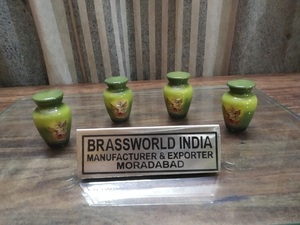 BRASSWORLD INDIA
MANUFACTURER & EXPORTER
MORADABAD